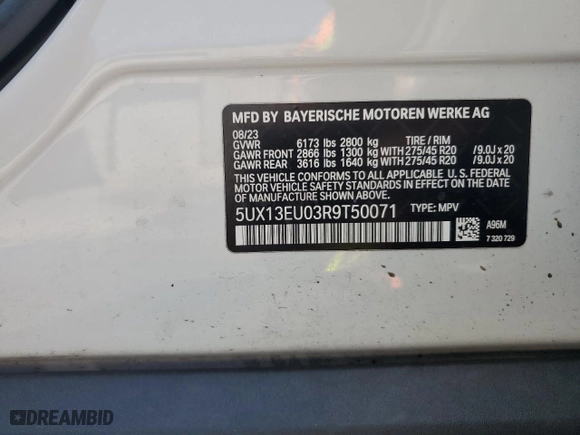 MFD BY BAYERISCHE MOTOREN WERKE AG
08/23
GVWR 6173 lbs 2800 kg TIRE / RIM
GAWR FRONT 2866 lbs 1300 kg WITH 275/45 R20 /9.0J x 20
GAWR REAR 3616 lbs 1640 kg WITH 275/45 R20 /9.0J x 20
THIS VEHICLE CONFORMS TO ALL APPLICABLE U. S. FEDERAL
MOTOR VEHICLE SAFETY STANDARDS IN EFFECT ON THE
DATE OF MANUFACTURE SHOWN ABOVE.
5UX13EU03R9T50071 TYPE: MPV
A96M
7 320 729
DREAMBID